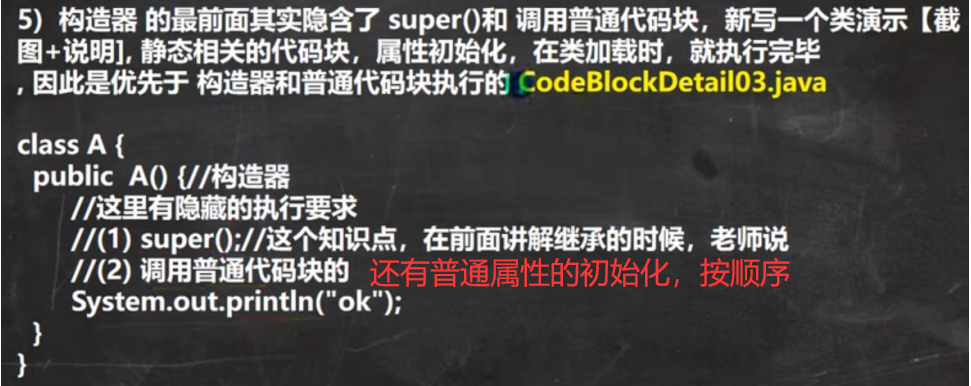 5）构造器 的最前面其实隐含了 super()和 调用普通代码块，新写一个类演示【截
图+说明], 静态相关的代码块，属性初始化，在类加载时，就执行完毕
, 因此是优先于 构造器和普通代码块执行的 CodeBlockDetail03.java
class A {
public A() {//构造器
//这里有隐藏的执行要求
//(1) super();//这个知识点，在前面讲解继承的时候，老师说
//(2) 调用普通代码块的 还有普通属性的初始化，按顺序
System.out.println("ok");
}
}